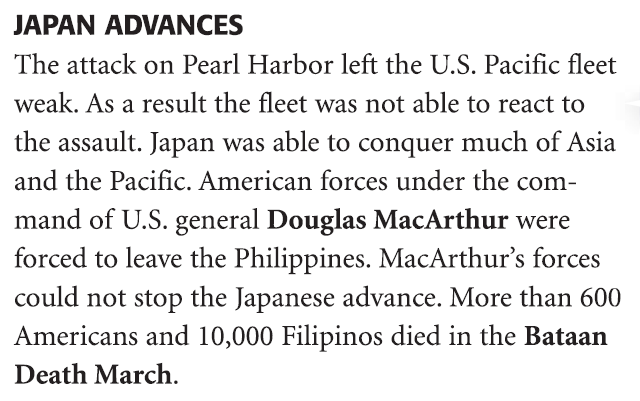 JAPAN ADVANCES
The attack on Pearl Harbor left the U.S. Pacific fleet
weak. As a result the fleet was not able to react to
the assault. Japan was able to conquer much of Asia
and the Pacific. American forces under the com-
mand of U.S. general Douglas MacArthur were
forced to leave the Philippines. MacArthur’s forces
could not stop the Japanese advance. More than 600
Americans and 10,000 Filipinos died in the Bataan
Death March.